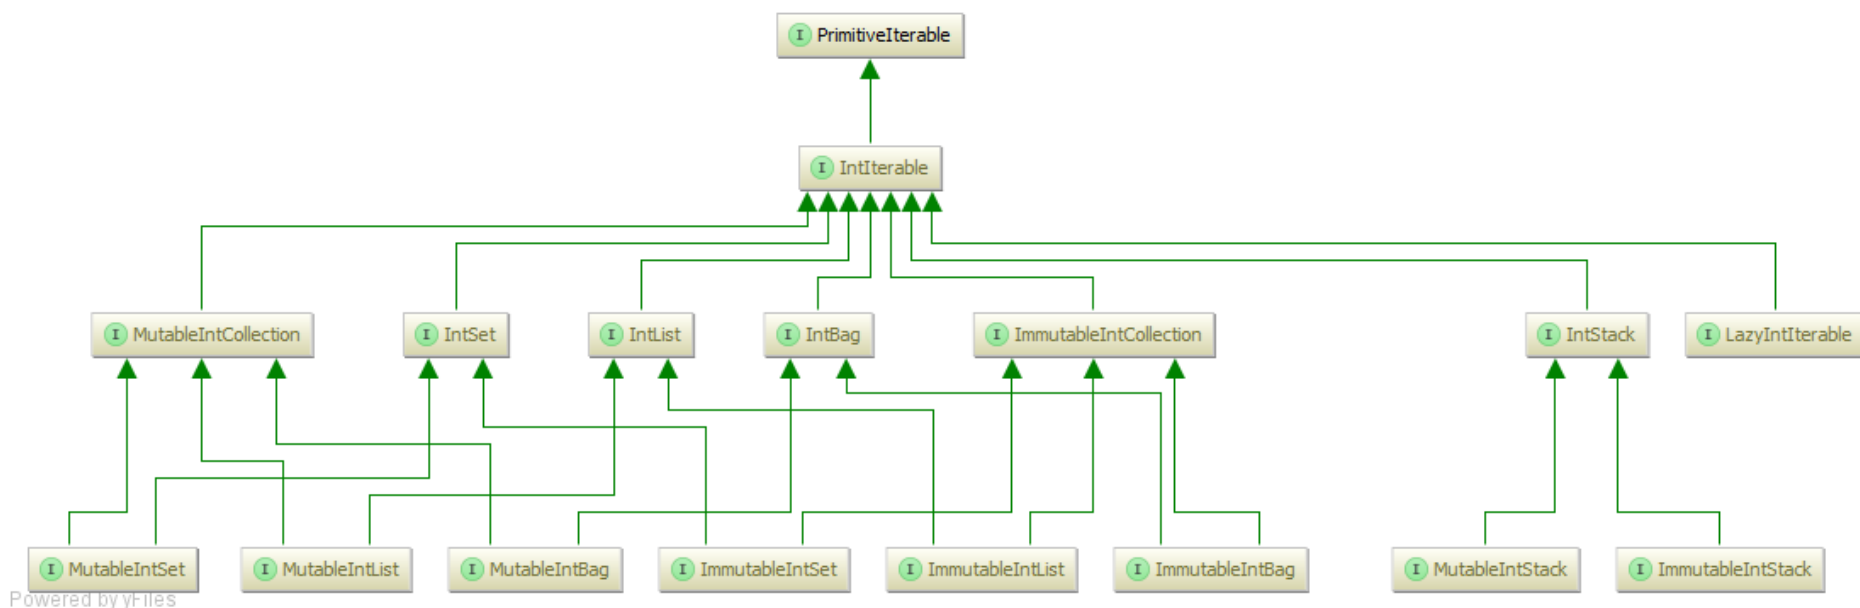 I PrimitiveIterable
I IntIterable
I MutableIntCollection
I IntSet
I IntList
I IntBag
I ImmutableIntCollection
I IntStack
I LazyIntIterable
I MutableIntSet
I MutableIntList
I MutableIntBag
I ImmutableIntSet
I ImmutableIntList
I ImmutableIntBag
I MutableIntStack
I ImmutableIntStack
Powered by yFiles